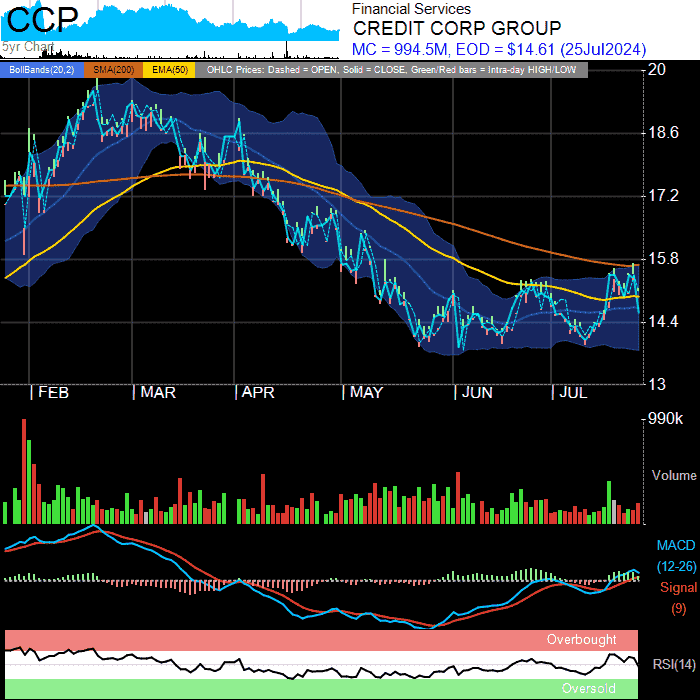 CCP
5yr Chart
Financial Services
CREDIT CORP GROUP
MC = 994.5M, EOD = $14.61 (25Jul2024)
BollBands(20,2) SMA(200) EMA(50) OHLC Prices: Dashed = OPEN, Solid = CLOSE, Green/Red bars = Intra-day HIGH/LOW
20
18.6
17.2
15.8
14.4
13
FEB MAR APR MAY JUN JUL
990k
Volume
MACD
(12-26)
Signal
(9)
Overbought
RSI(14)
Oversold